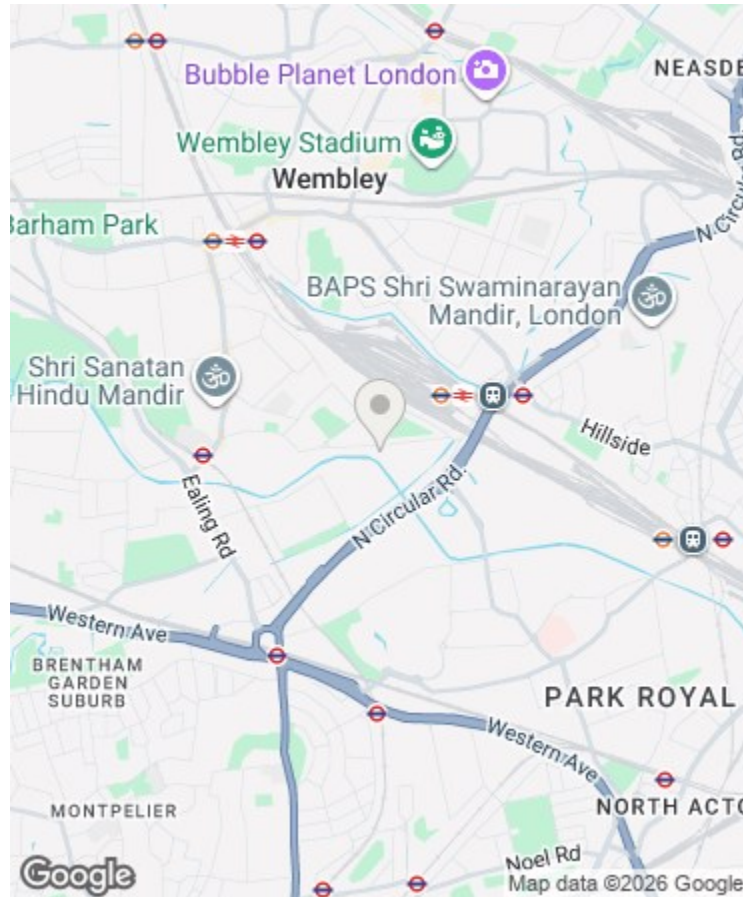 Bubble Planet London
NEASDE
Wembley Stadium
Wembley
N Circular Rd
Barham Park
BAPS Shri Swaminarayan
Mandir, London
Shri Sanatan
Hindu Mandir
Hillside
Ealing Rd
N Circular Rd.
Western Ave
BRENTHAM
GARDEN
SUBURB
PARK ROYAL
Western Ave
MONTPELIER
NORTH ACTO
Noel Rd
Google
Map data ©2026 Google